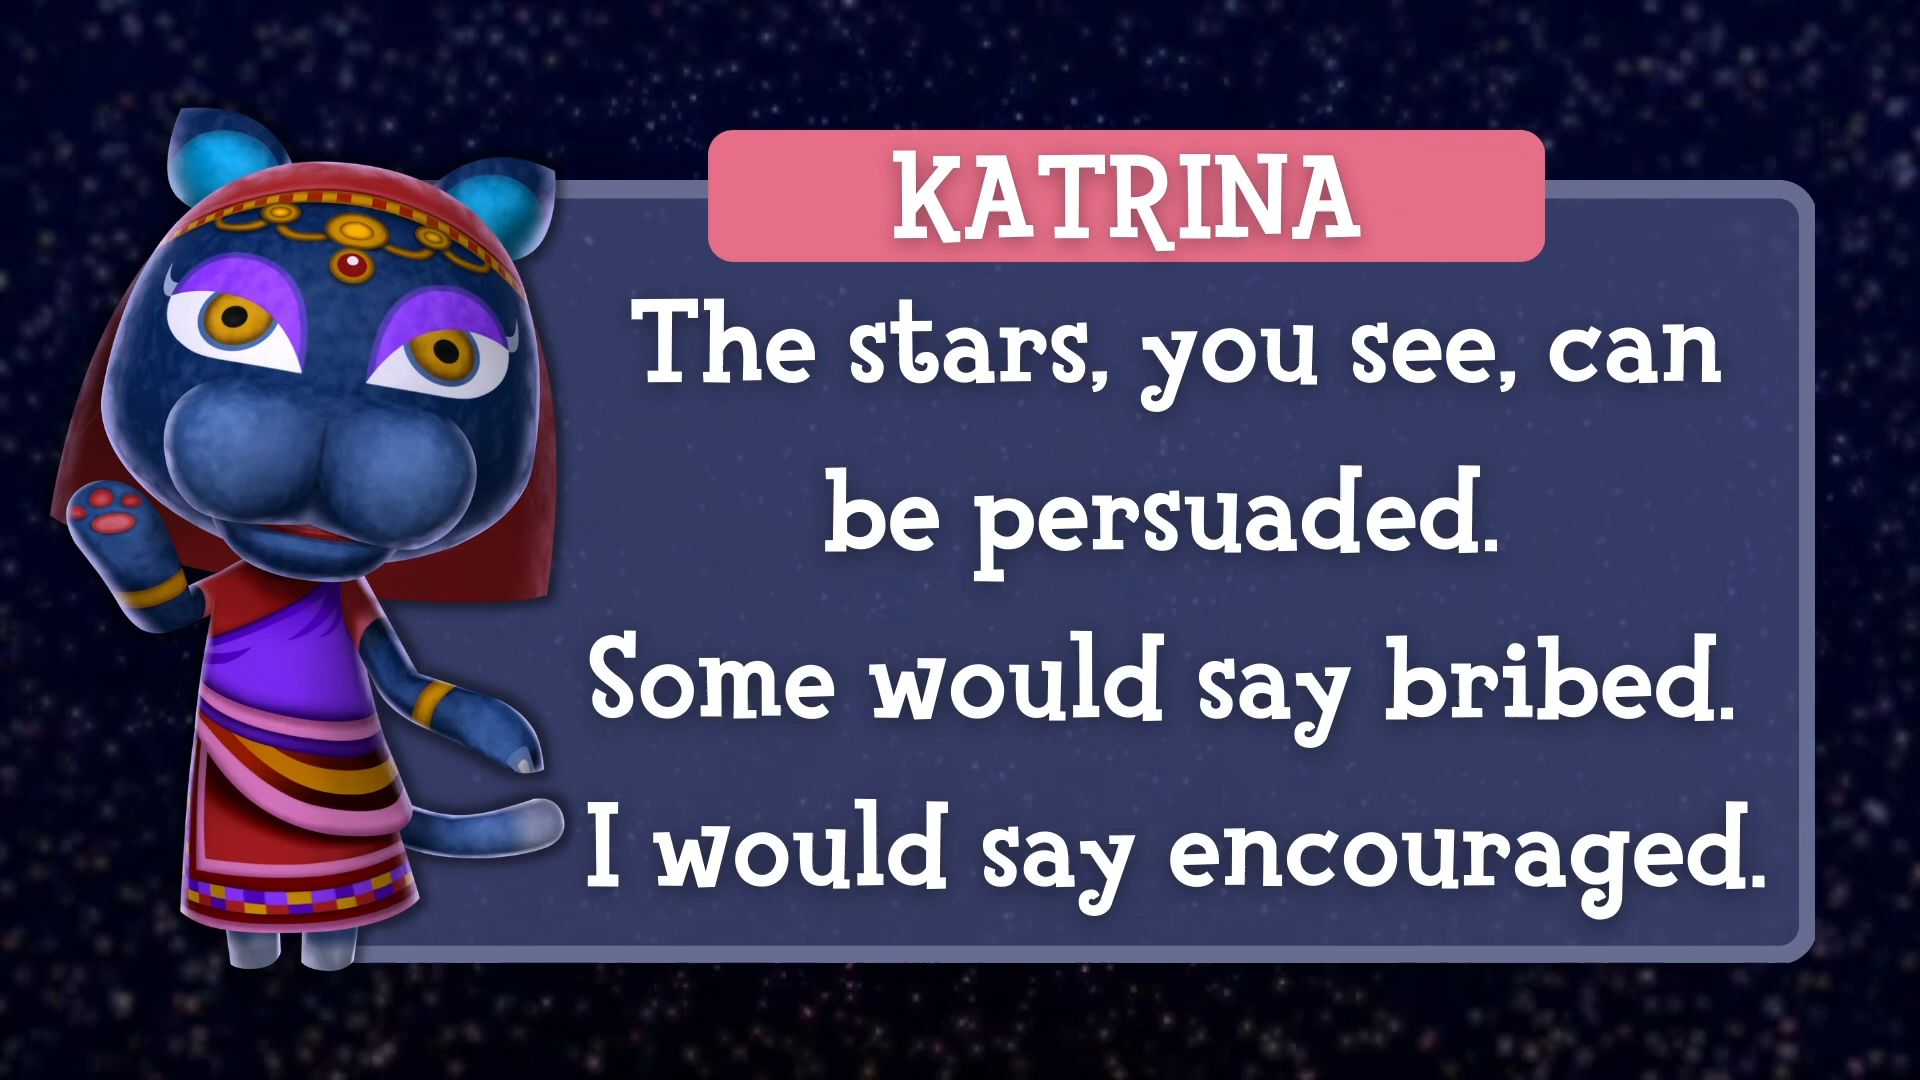 KATRINA
The stars, you see, can
be persuaded.
Some would say bribed.
I would say encouraged.